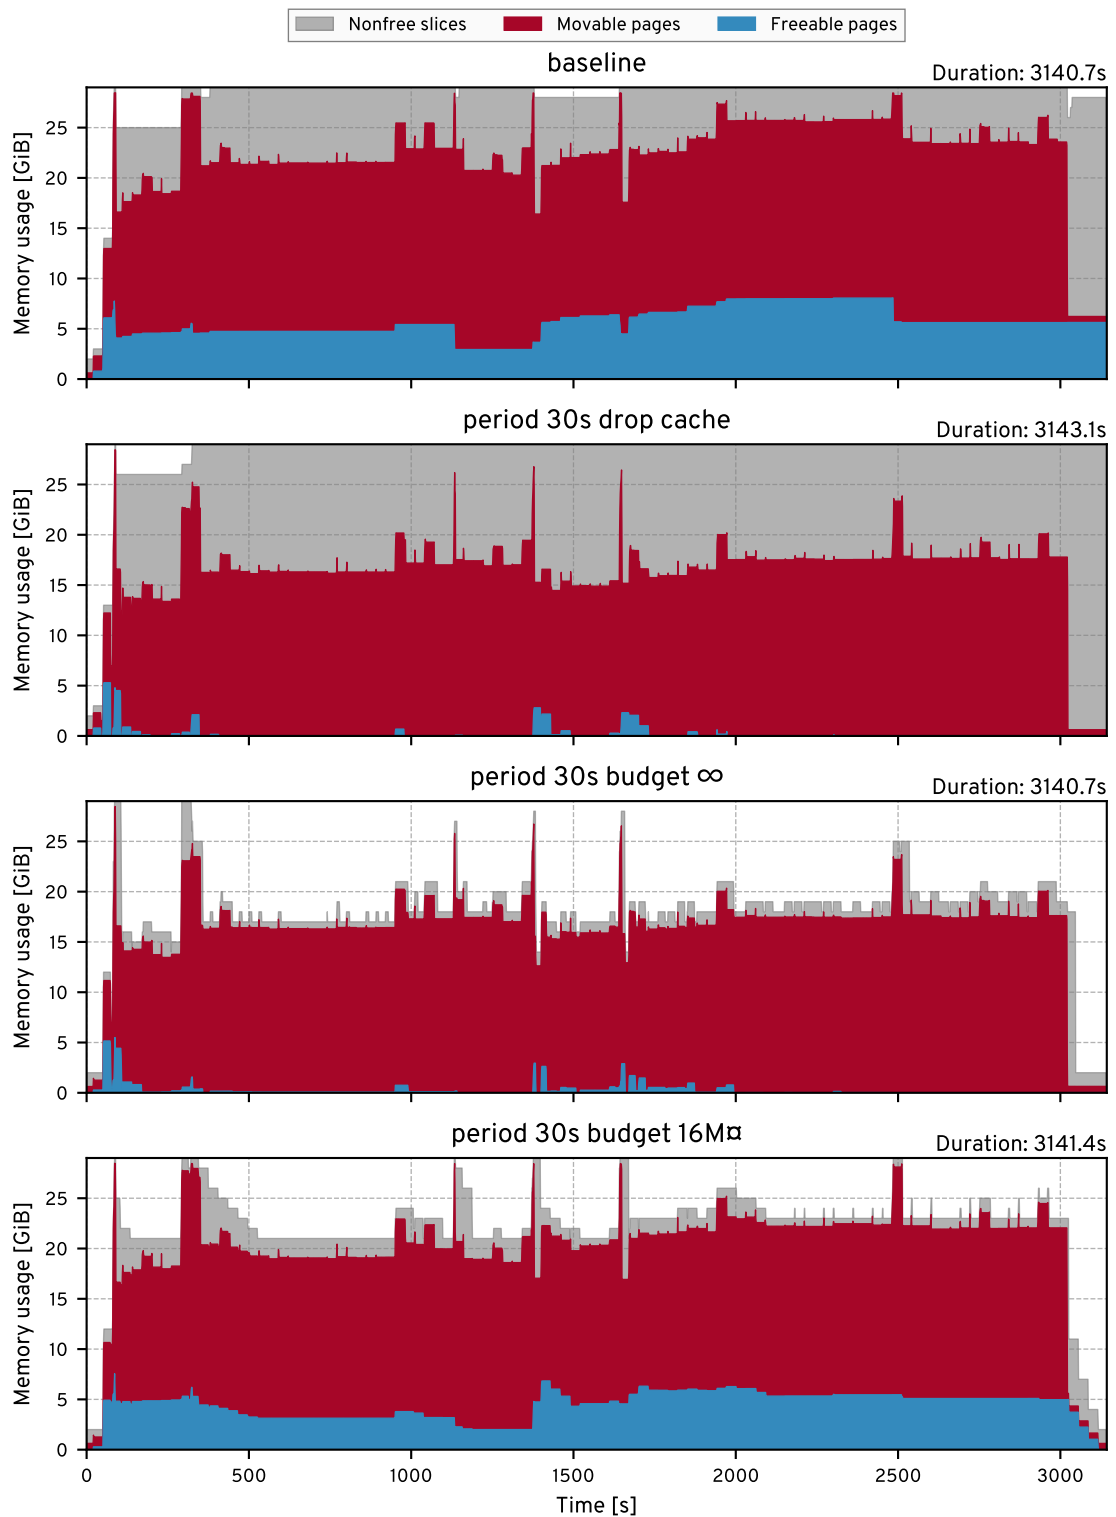 Nonfree slices Movable pages Freeable pages
baseline
Duration: 3140.7s
Memory usage [GiB]
25
20
15
10
5
0
period 30s drop cache
Duration: 3143.1s
Memory usage [GiB]
25
20
15
10
5
0
period 30s budget ∞
Duration: 3140.7s
Memory usage [GiB]
25
20
15
10
5
0
period 30s budget 16M¤
Duration: 3141.4s
Memory usage [GiB]
25
20
15
10
5
0
0 500 1000 1500 2000 2500 3000
Time [s]